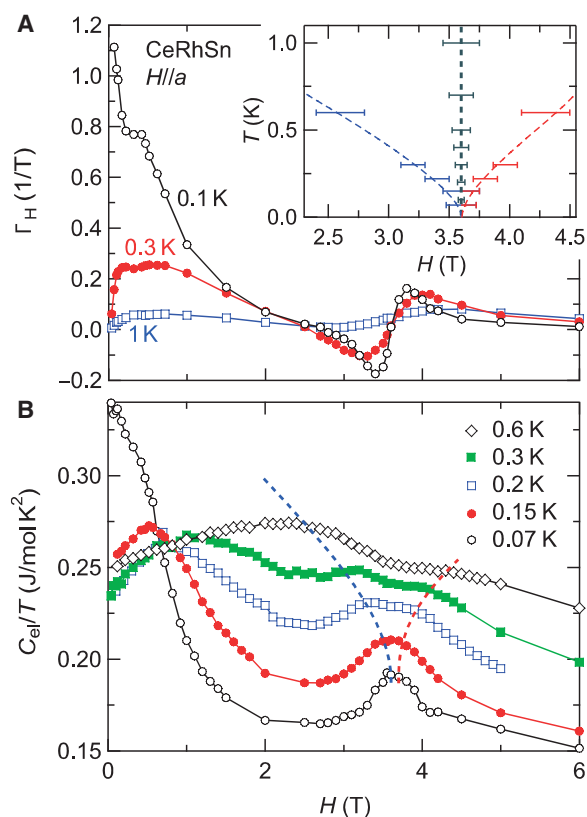 A
CeRhSn
H//a
0.1 K
0.3 K
1K
Γ_H (1/T)
1.2
1.0
0.8
0.6
0.4
0.2
0.0
−0.2
T (K)
1.0
0.5
0.0
2.5 3.0 3.5 4.0 4.5
H (T)
B
0.6 K
0.3 K
0.2 K
0.15 K
0.07 K
C_el/T (J/mol K²)
0.30
0.25
0.20
0.15
0 2 4 6
H (T)